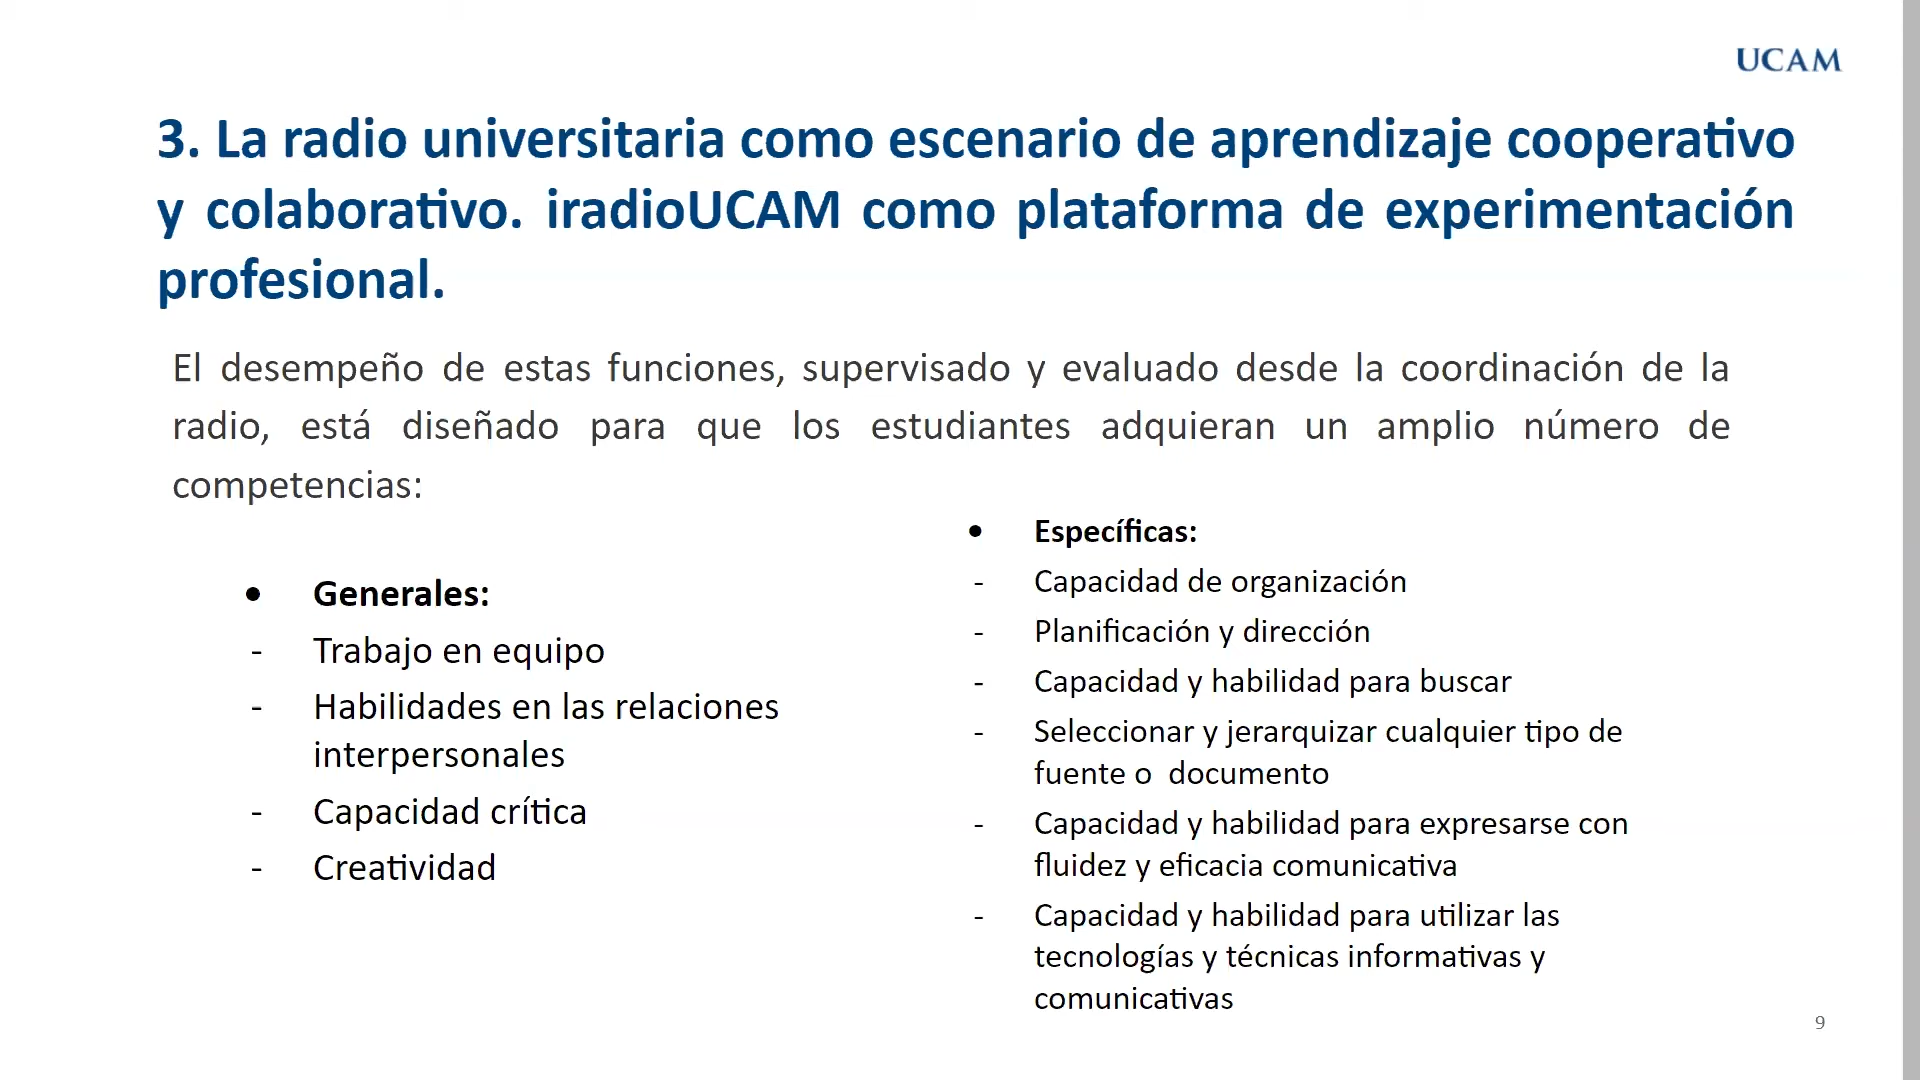 UCAM
3. La radio universitaria como escenario de aprendizaje cooperativo
y colaborativo. iradioUCAM como plataforma de experimentación
profesional.
El desempeño de estas funciones, supervisado y evaluado desde la coordinación de la
radio, está diseñado para que los estudiantes adquieran un amplio número de
competencias:
• Generales:
- Trabajo en equipo
- Habilidades en las relaciones
interpersonales
- Capacidad crítica
- Creatividad
• Específicas:
- Capacidad de organización
- Planificación y dirección
- Capacidad y habilidad para buscar
- Seleccionar y jerarquizar cualquier tipo de
fuente o documento
- Capacidad y habilidad para expresarse con
fluidez y eficacia comunicativa
- Capacidad y habilidad para utilizar las
tecnologías y técnicas informativas y
comunicativas
9